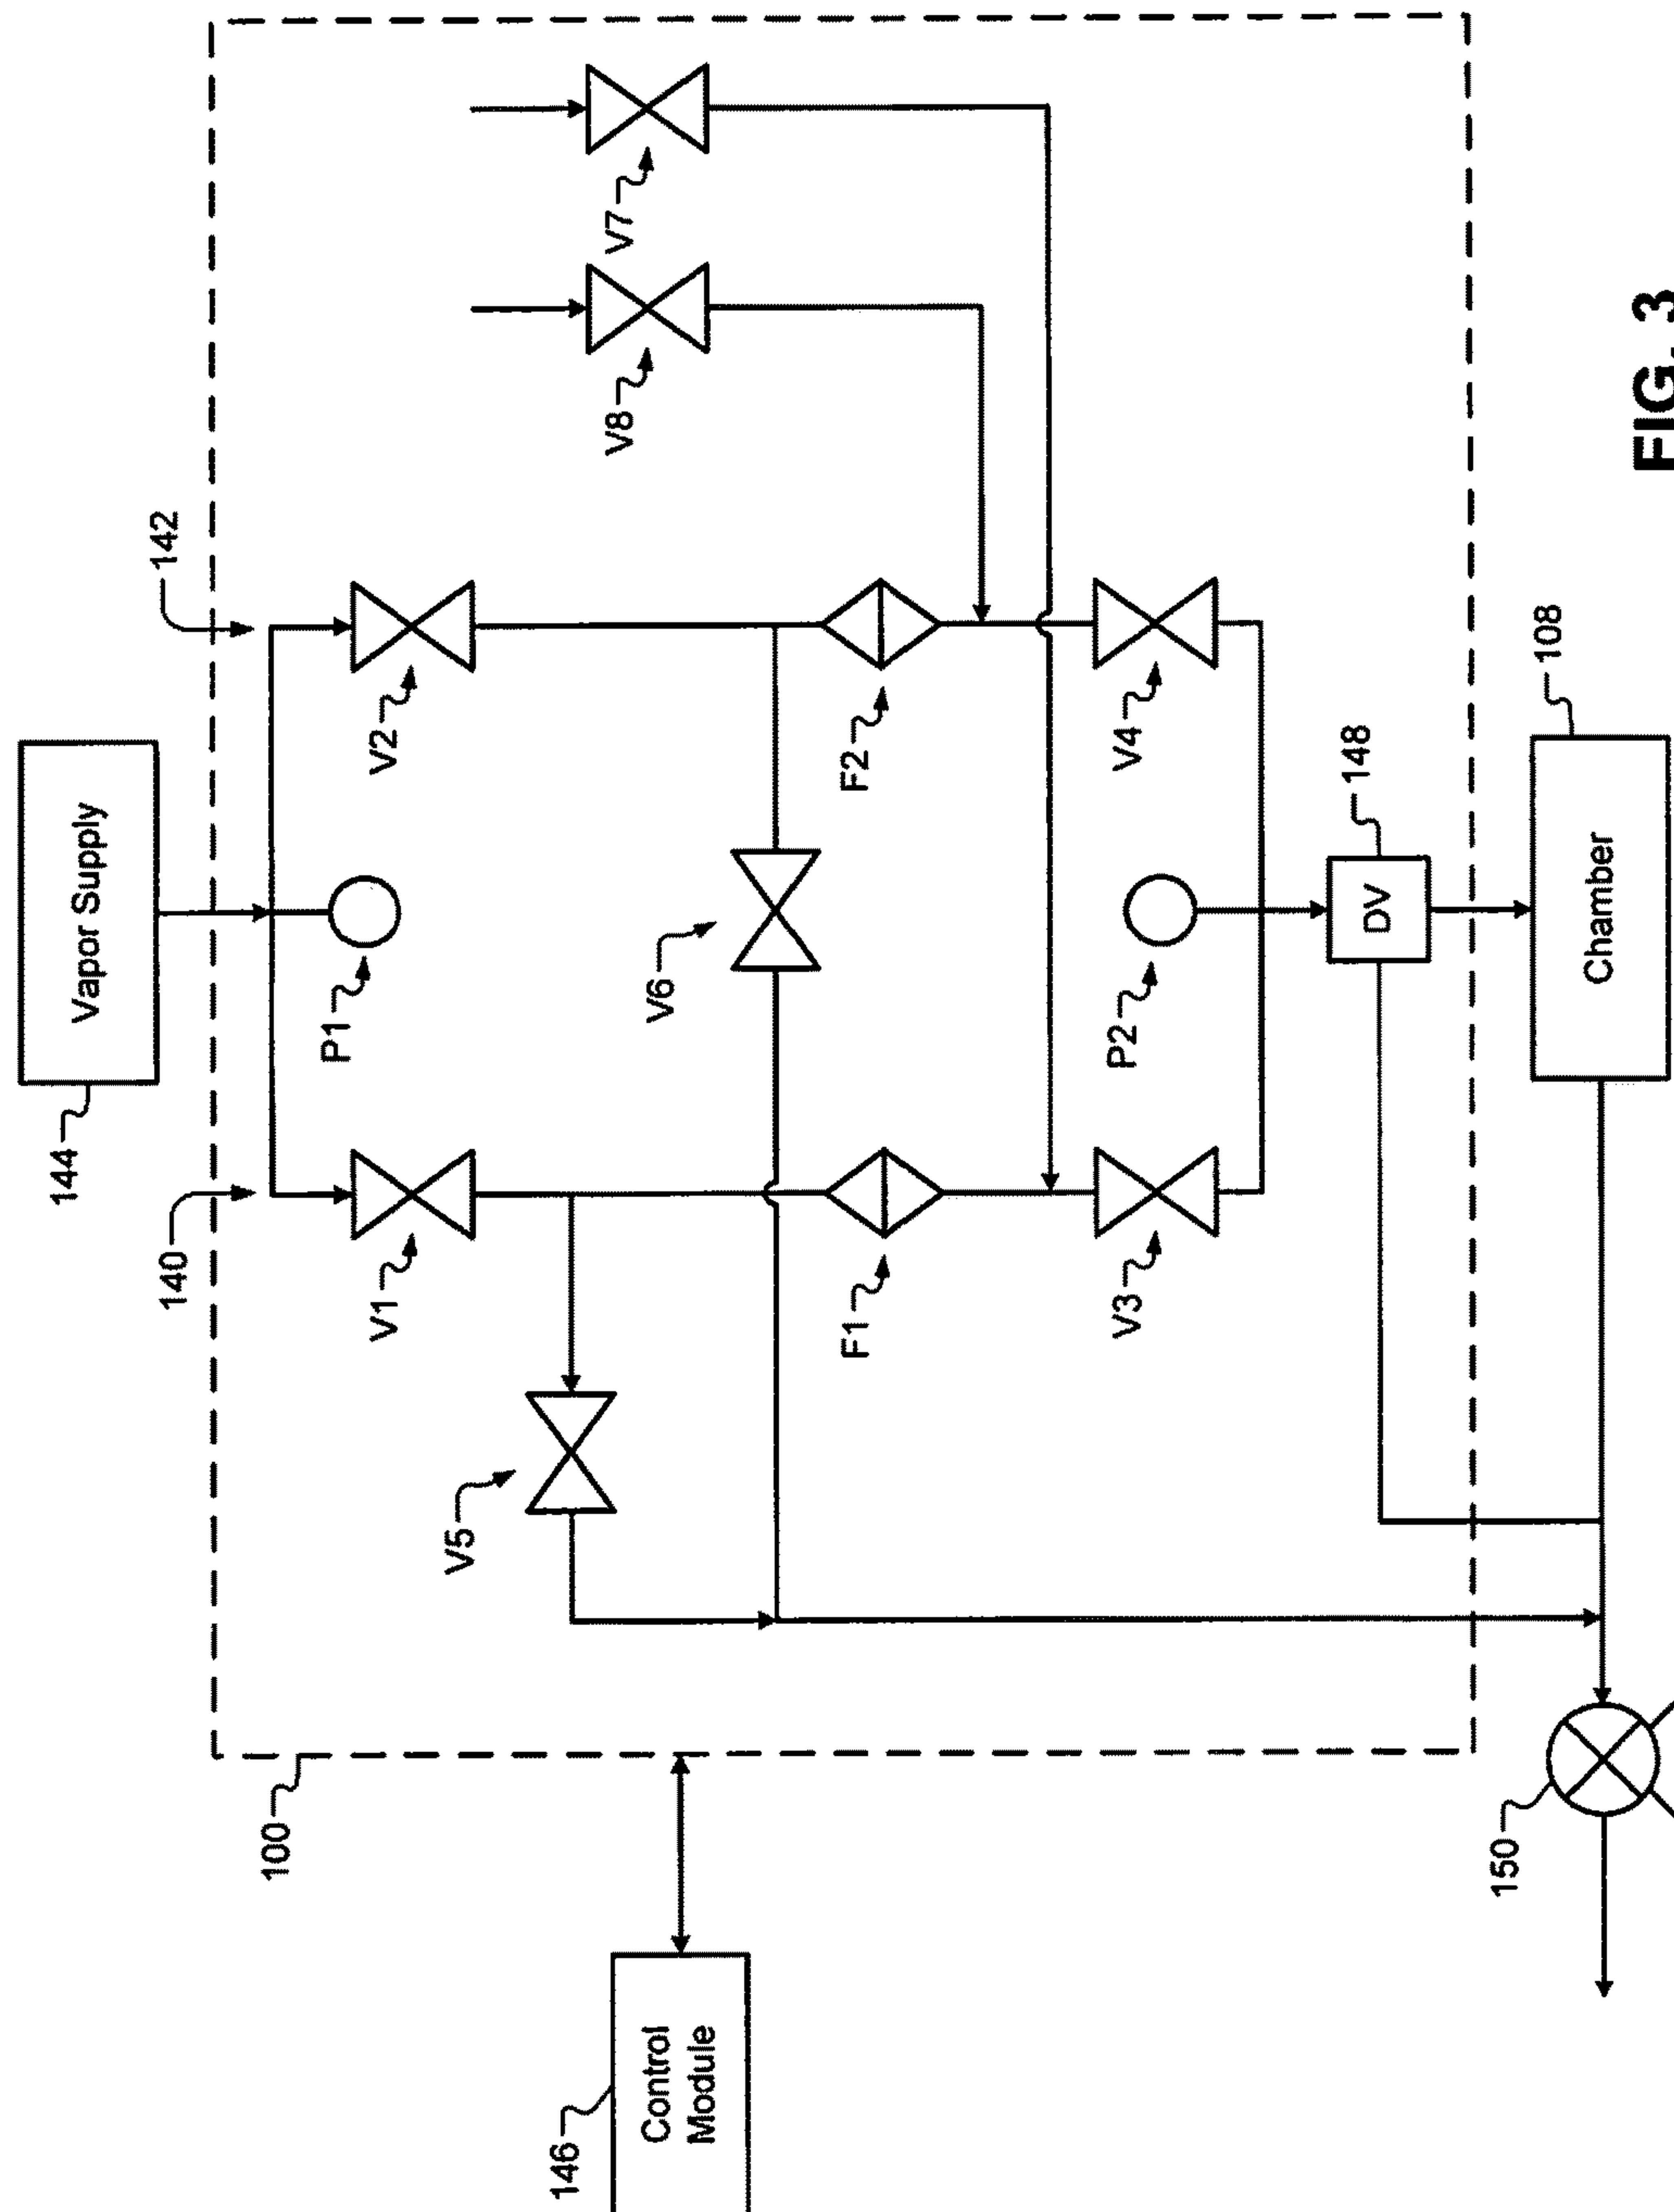 144
Vapor Supply
140
142
P1
V1
V2
V7
V8
V5
V6
F1
F2
V3
P2
V4
148
DV
100
146
Control
Module
150
Chamber
108
FIG. 3